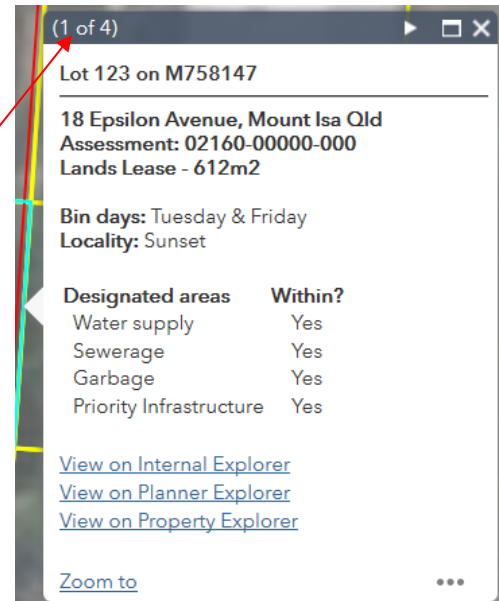 (1 of 4)
Lot 123 on M758147
18 Epsilon Avenue, Mount Isa Qld
Assessment: 02160-00000-000
Lands Lease - 612m2
Bin days: Tuesday & Friday
Locality: Sunset
Designated areas Within?
Water supply Yes
Sewerage Yes
Garbage Yes
Priority Infrastructure Yes
View on Internal Explorer
View on Planner Explorer
View on Property Explorer
Zoom to